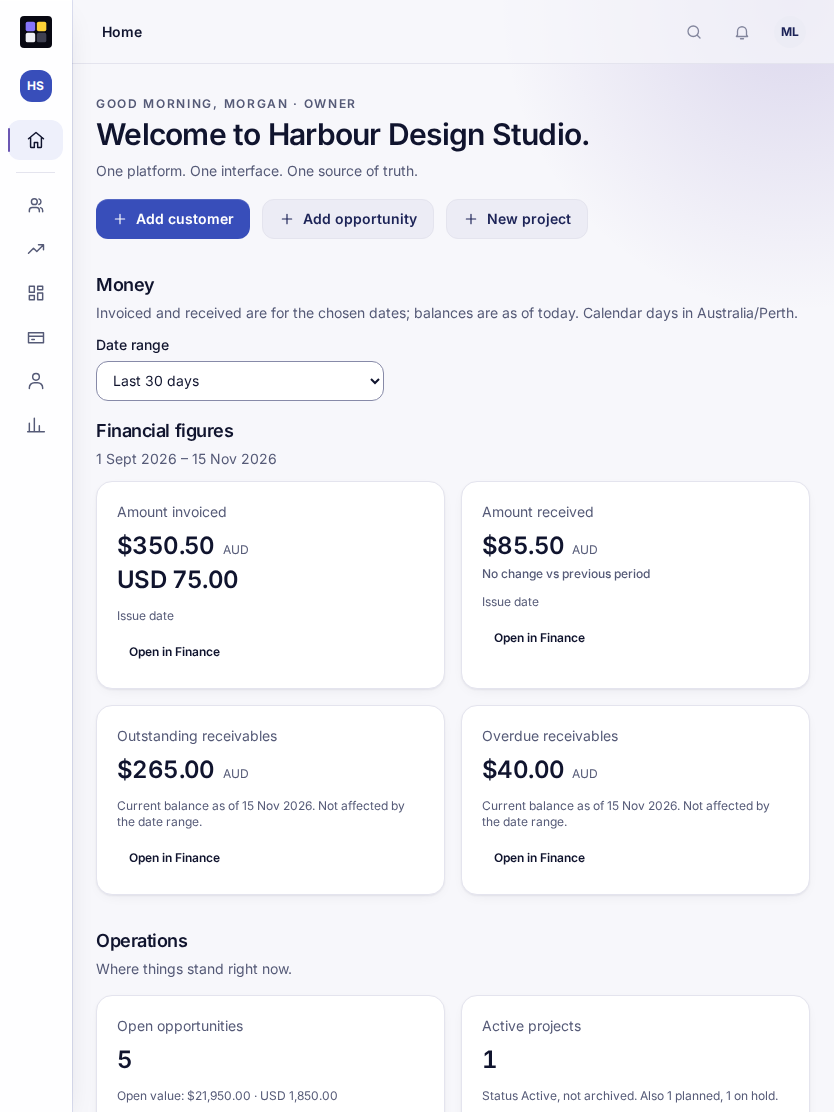 Home
ML
HS
GOOD MORNING, MORGAN · OWNER
Welcome to Harbour Design Studio.
One platform. One interface. One source of truth.
Add customer
Add opportunity
New project
Money
Invoiced and received are for the chosen dates; balances are as of today. Calendar days in Australia/Perth.
Date range
Last 30 days
Financial figures
1 Sept 2026 – 15 Nov 2026
Amount invoiced
$350.50 AUD
USD 75.00
Issue date
Open in Finance
Amount received
$85.50 AUD
No change vs previous period
Issue date
Open in Finance
Outstanding receivables
$265.00 AUD
Current balance as of 15 Nov 2026. Not affected by
the date range.
Open in Finance
Overdue receivables
$40.00 AUD
Current balance as of 15 Nov 2026. Not affected by
the date range.
Open in Finance
Operations
Where things stand right now.
Open opportunities
5
Open value: $21,950.00 · USD 1,850.00
Active projects
1
Status Active, not archived. Also 1 planned, 1 on hold.